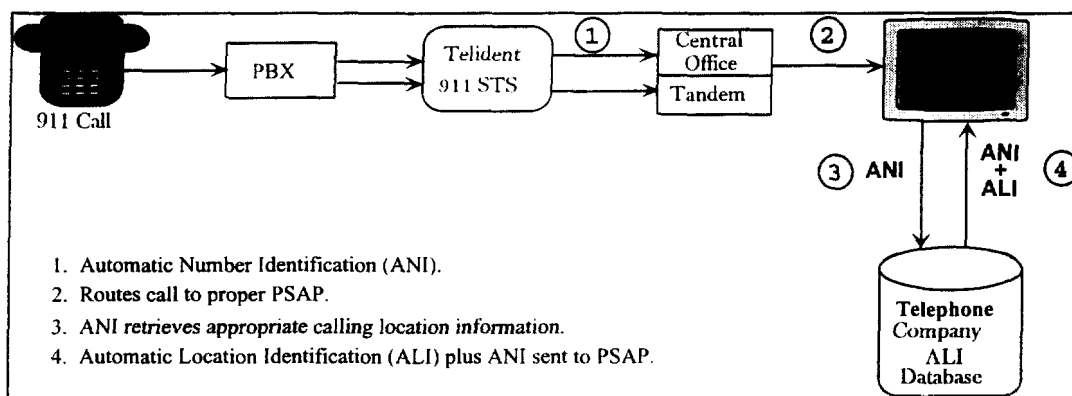 1
2
Central
Office
Tandem
PBX
Telident
911 STS
911 Call
3 ANI
ANI
+
ALI
4
1. Automatic Number Identification (ANI).
2. Routes call to proper PSAP.
3. ANI retrieves appropriate calling location information.
4. Automatic Location Identification (ALI) plus ANI sent to PSAP.
Telephone
Company
ALI
Database